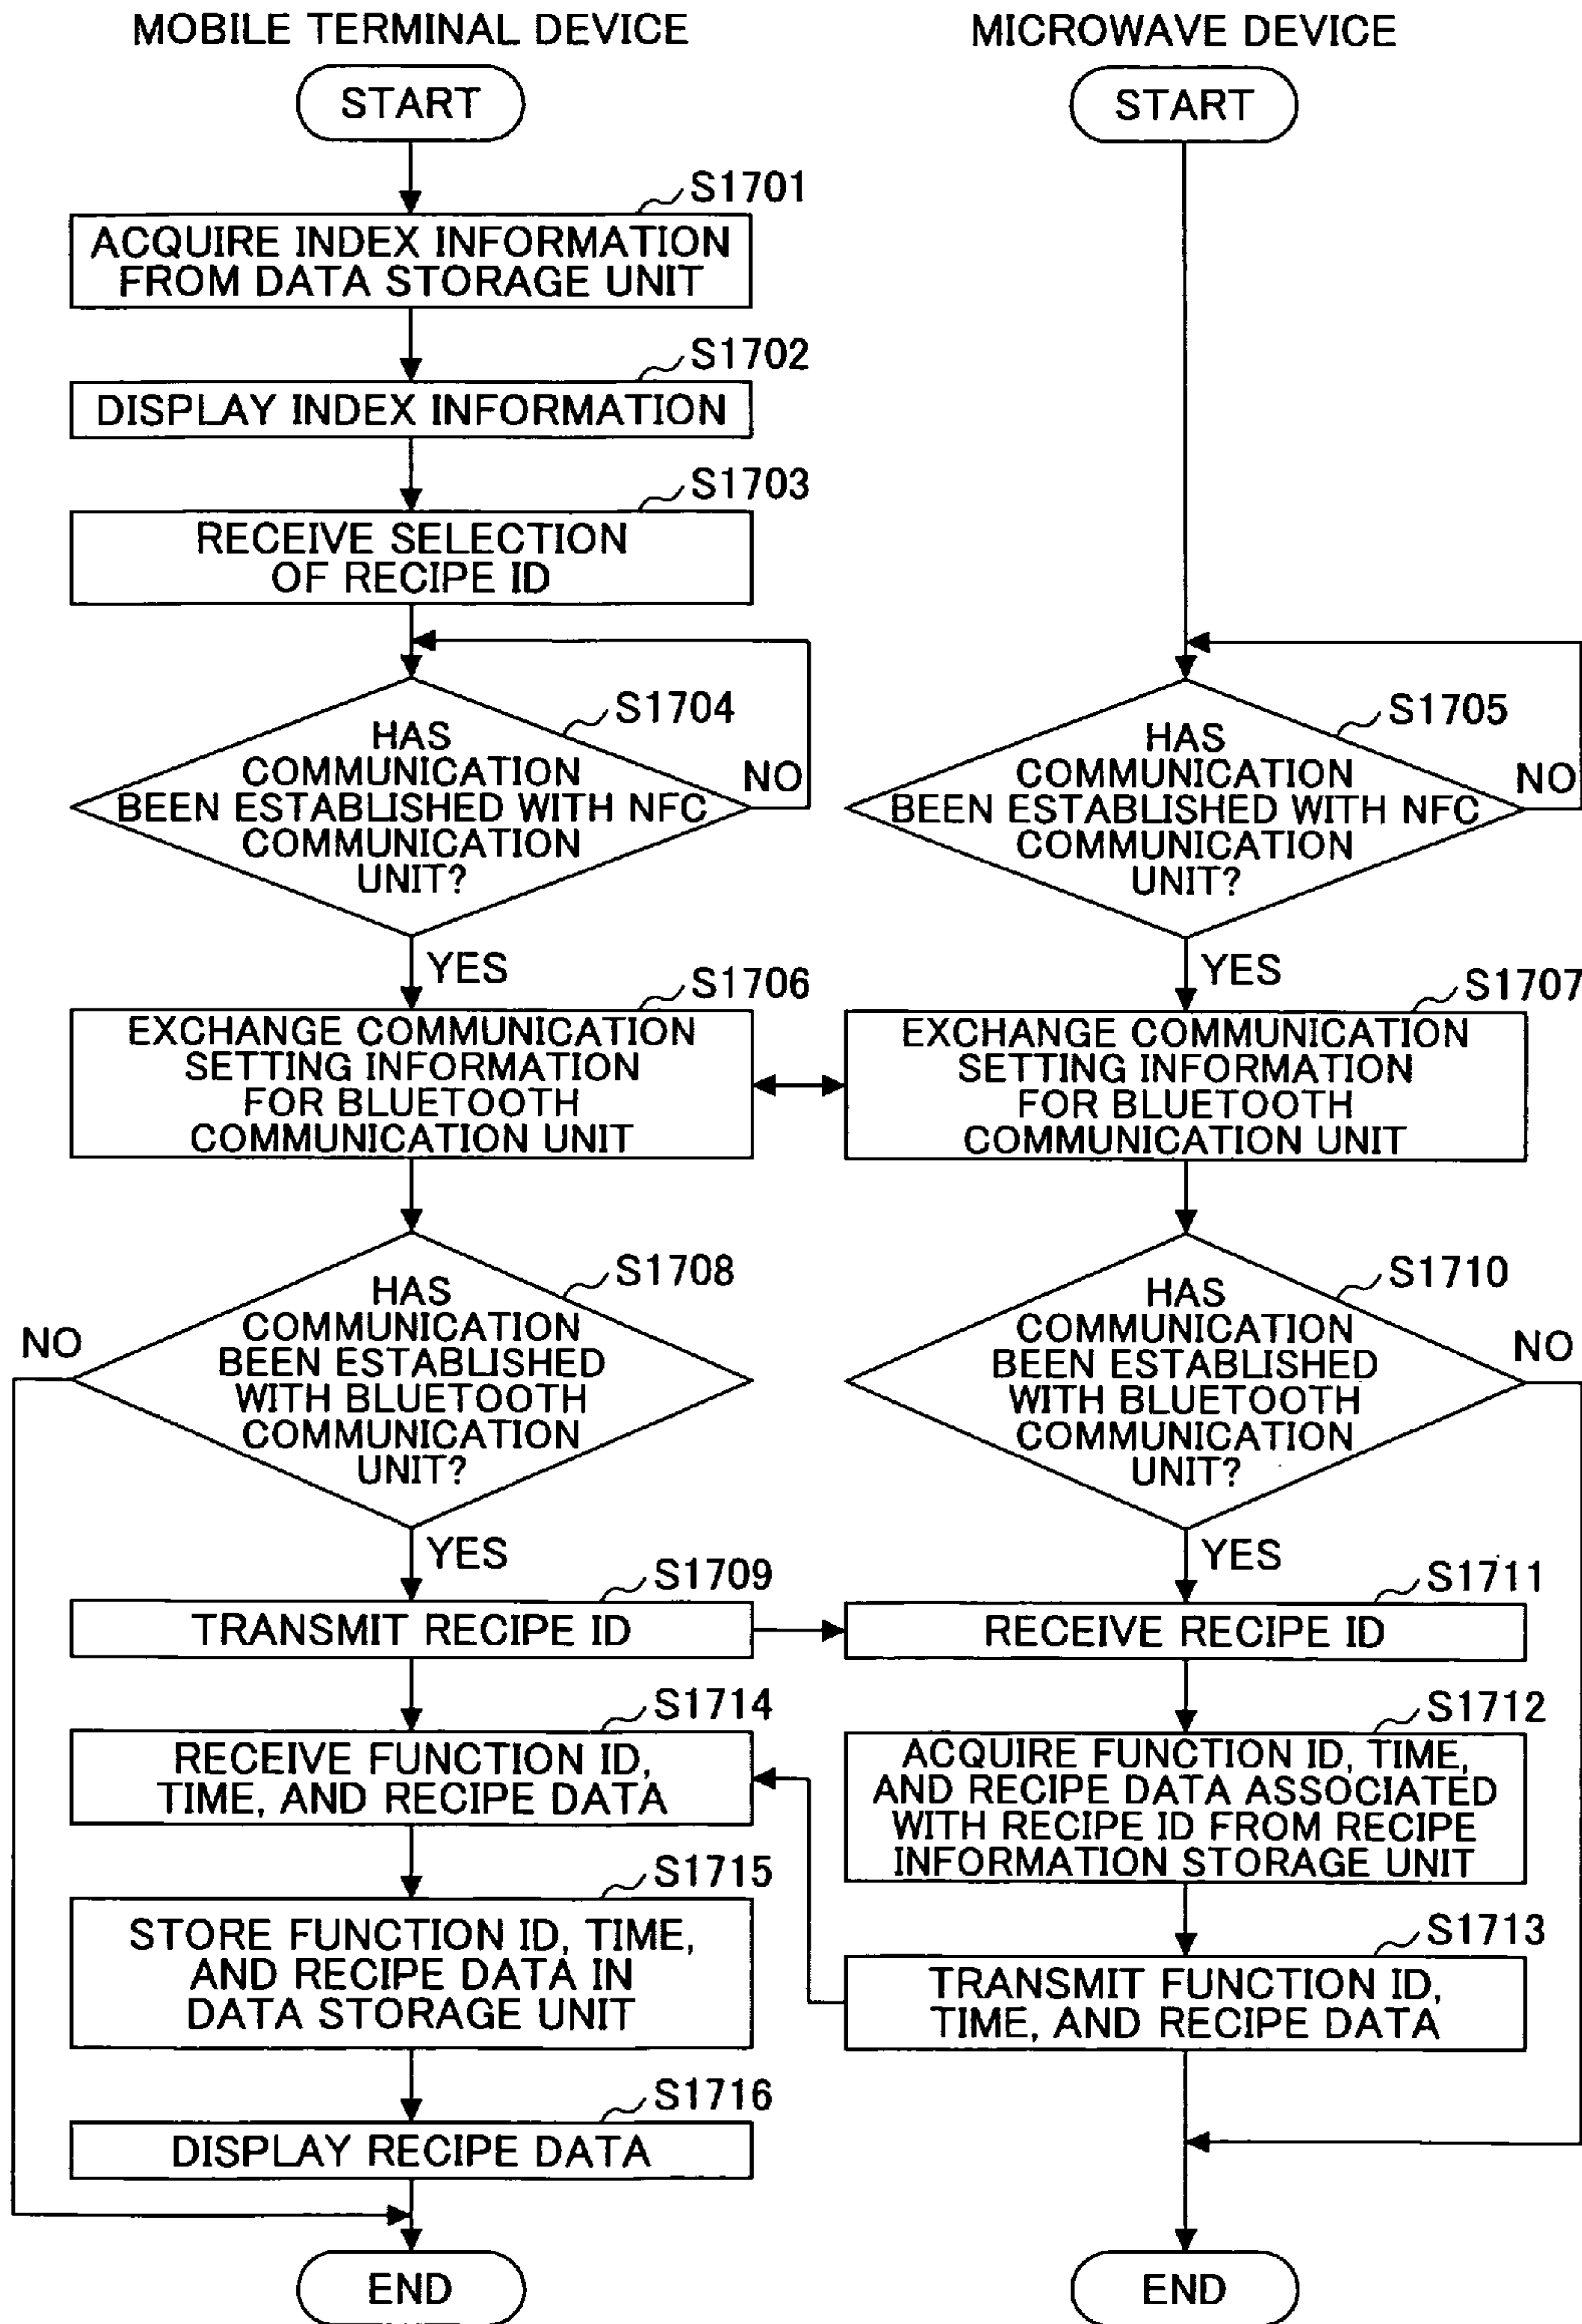 MOBILE TERMINAL DEVICE
START
S1701
ACQUIRE INDEX INFORMATION
FROM DATA STORAGE UNIT
S1702
DISPLAY INDEX INFORMATION
S1703
RECEIVE SELECTION
OF RECIPE ID
S1704
HAS
COMMUNICATION
BEEN ESTABLISHED WITH NFC
COMMUNICATION
UNIT?
NO
YES
S1706
EXCHANGE COMMUNICATION
SETTING INFORMATION
FOR BLUETOOTH
COMMUNICATION UNIT
S1708
HAS
COMMUNICATION
BEEN ESTABLISHED
WITH BLUETOOTH
COMMUNICATION
UNIT?
NO
YES
S1709
TRANSMIT RECIPE ID
S1714
RECEIVE FUNCTION ID,
TIME, AND RECIPE DATA
S1715
STORE FUNCTION ID, TIME,
AND RECIPE DATA IN
DATA STORAGE UNIT
S1716
DISPLAY RECIPE DATA
END
MICROWAVE DEVICE
START
S1705
HAS
COMMUNICATION
BEEN ESTABLISHED WITH NFC
COMMUNICATION
UNIT?
NO
YES
S1707
EXCHANGE COMMUNICATION
SETTING INFORMATION
FOR BLUETOOTH
COMMUNICATION UNIT
S1710
HAS
COMMUNICATION
BEEN ESTABLISHED
WITH BLUETOOTH
COMMUNICATION
UNIT?
NO
YES
S1711
RECEIVE RECIPE ID
S1712
ACQUIRE FUNCTION ID, TIME,
AND RECIPE DATA ASSOCIATED
WITH RECIPE ID FROM RECIPE
INFORMATION STORAGE UNIT
S1713
TRANSMIT FUNCTION ID,
TIME, AND RECIPE DATA
END